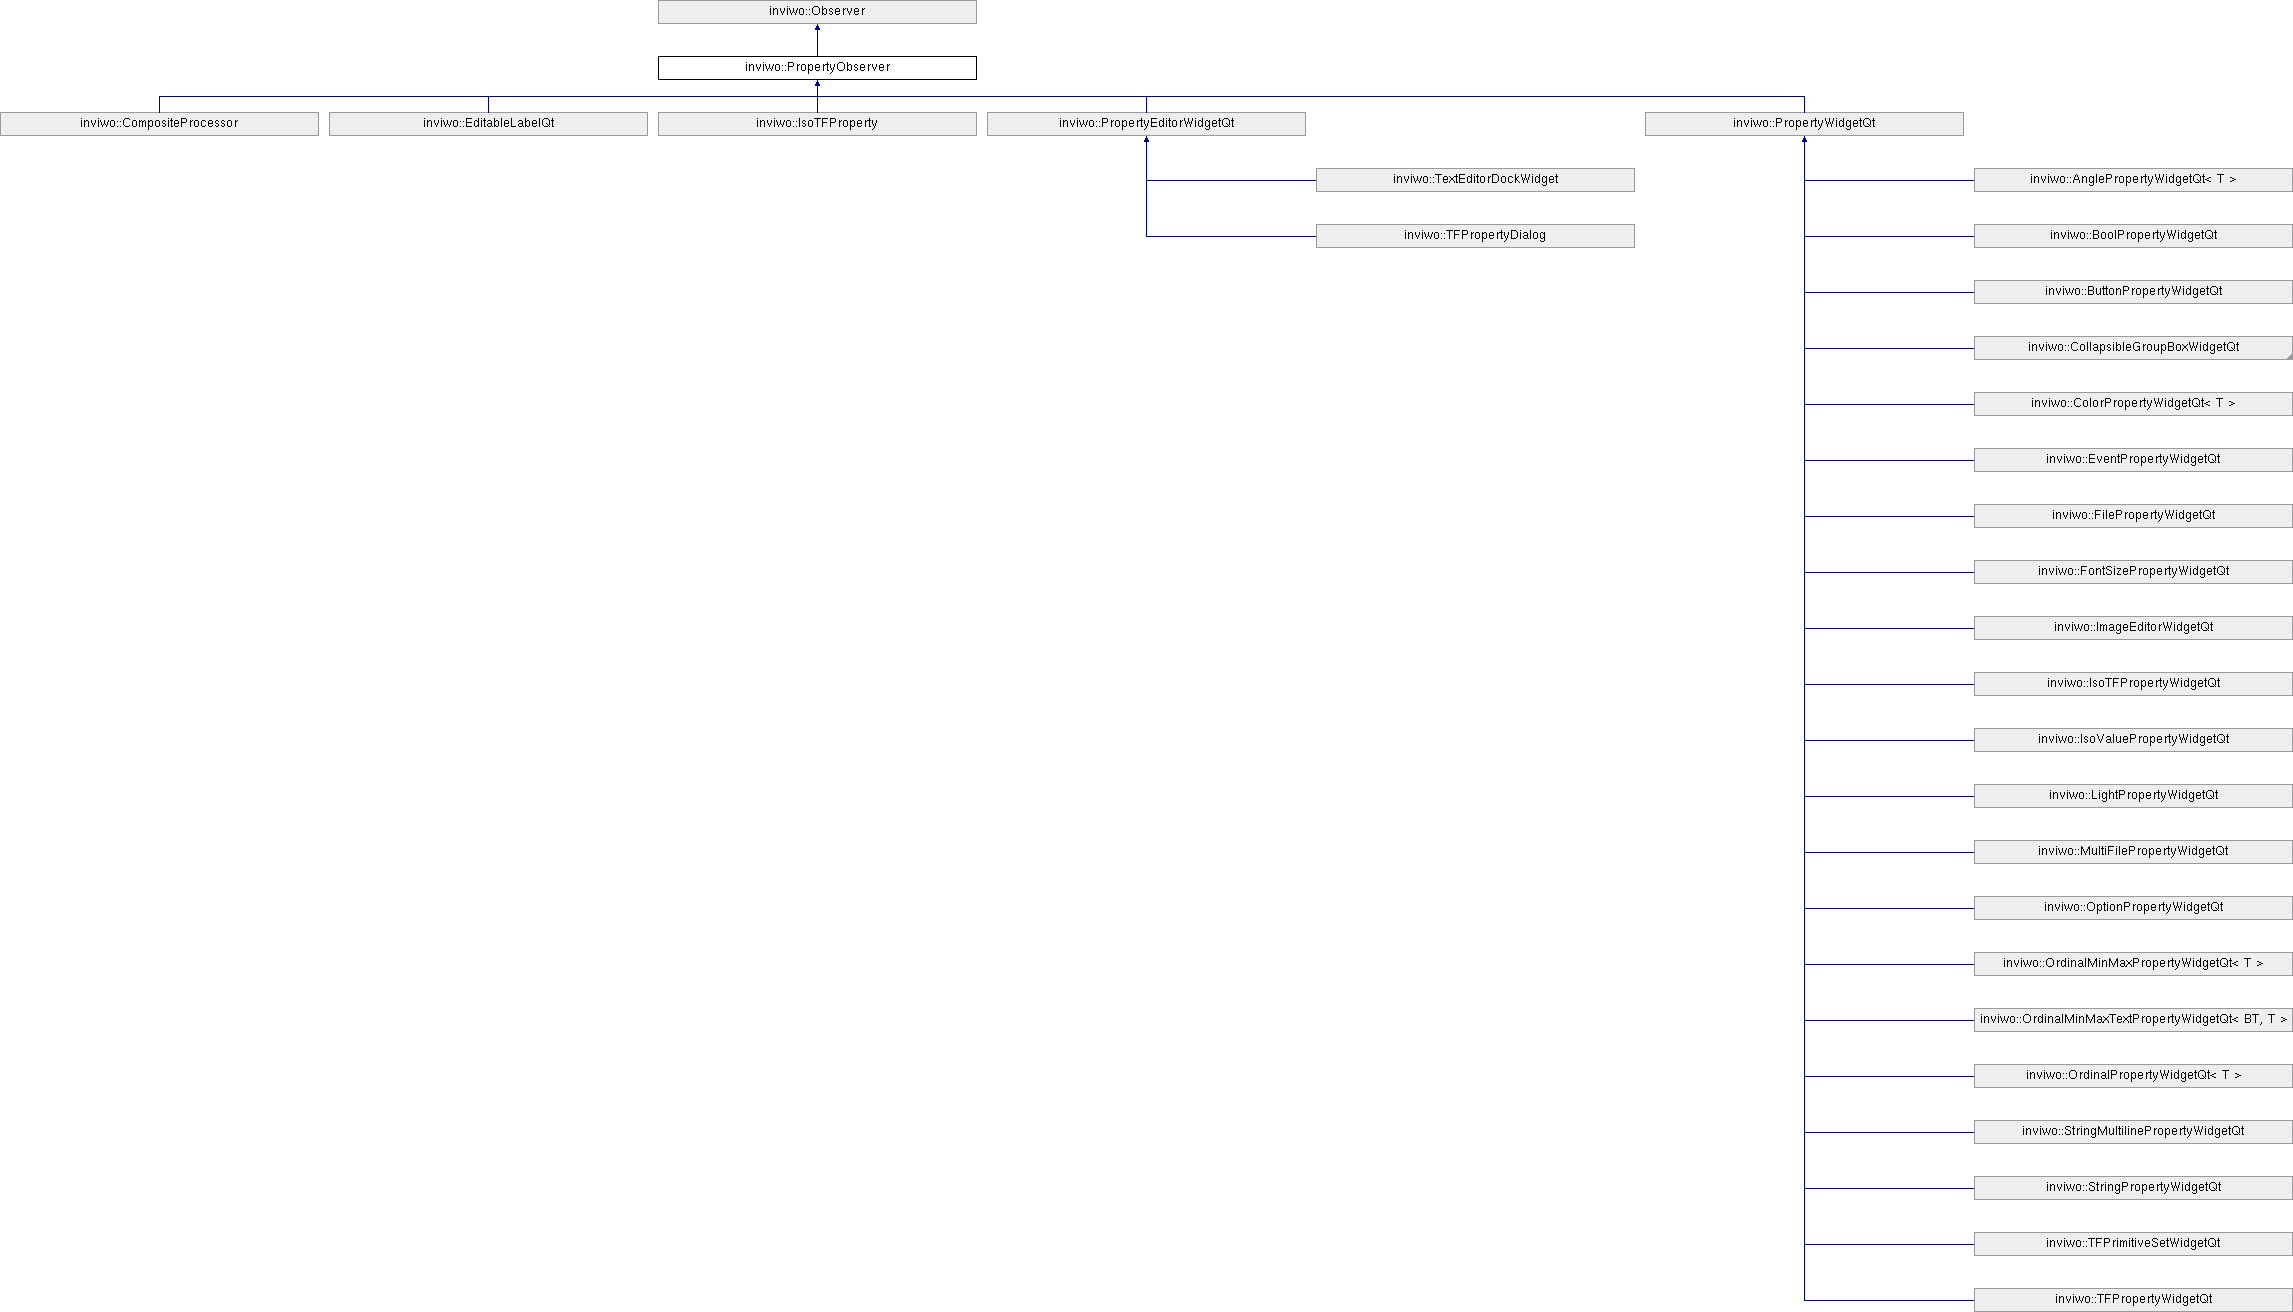 inviwo::Observer
inviwo::PropertyObserver
inviwo::CompositeProcessor
inviwo::EditableLabelQt
inviwo::IsoTFProperty
inviwo::PropertyEditorWidgetQt
inviwo::PropertyWidgetQt
inviwo::TextEditorDockWidget
inviwo::AnglePropertyWidgetQt< T >
inviwo::TFPropertyDialog
inviwo::BoolPropertyWidgetQt
inviwo::ButtonPropertyWidgetQt
inviwo::CollapsibleGroupBoxWidgetQt
inviwo::ColorPropertyWidgetQt< T >
inviwo::EventPropertyWidgetQt
inviwo::FilePropertyWidgetQt
inviwo::FontSizePropertyWidgetQt
inviwo::ImageEditorWidgetQt
inviwo::IsoTFPropertyWidgetQt
inviwo::IsoValuePropertyWidgetQt
inviwo::LightPropertyWidgetQt
inviwo::MultiFilePropertyWidgetQt
inviwo::OptionPropertyWidgetQt
inviwo::OrdinalMinMaxPropertyWidgetQt< T >
inviwo::OrdinalMinMaxTextPropertyWidgetQt< BT, T >
inviwo::OrdinalPropertyWidgetQt< T >
inviwo::StringMultilinePropertyWidgetQt
inviwo::StringPropertyWidgetQt
inviwo::TFPrimitiveSetWidgetQt
inviwo::TFPropertyWidgetQt